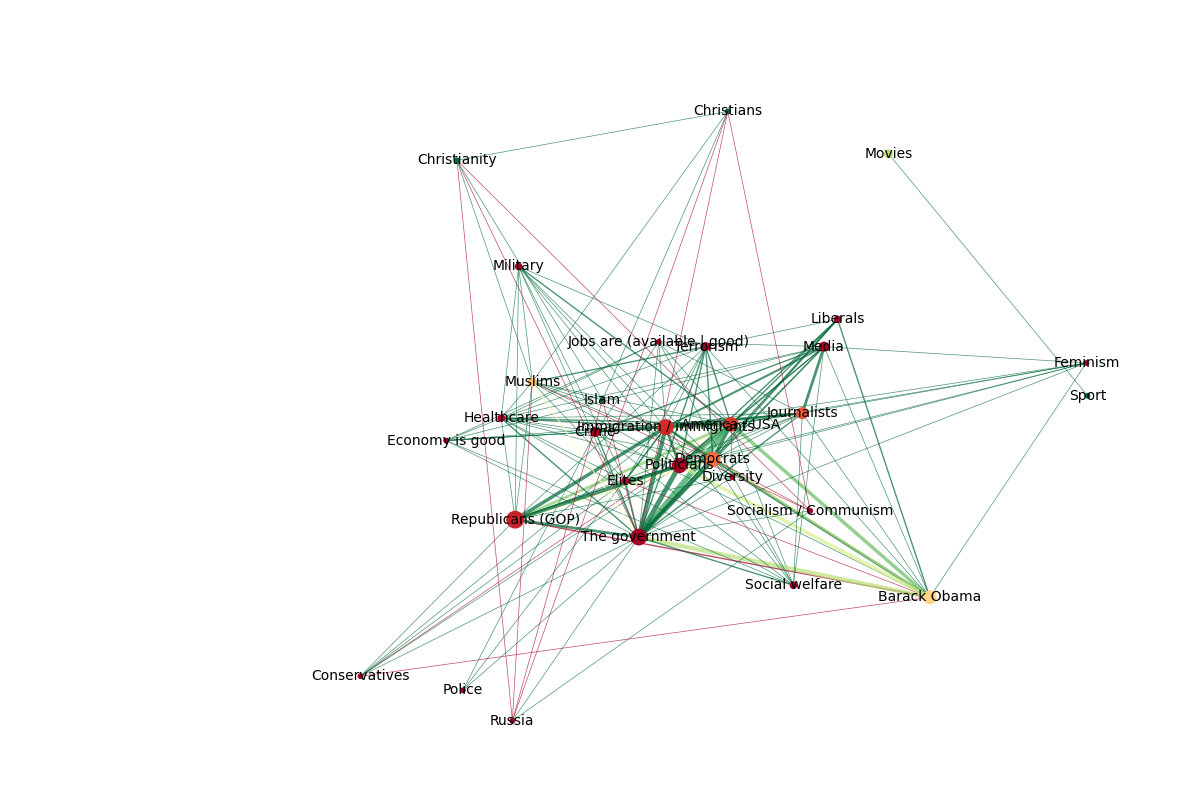 Christians
Movies
Christianity
Military
Liberals
Jobs are (available | good)
Terrorism
Media
Feminism
Muslims
Sport
Islam
Journalists
Healthcare
America / USA
Immigration / Immigrants
Crime
Economy is good
Democrats
Politicians
Diversity
Elites
Socialism / Communism
Republicans (GOP)
The government
Social welfare
Barack Obama
Conservatives
Police
Russia